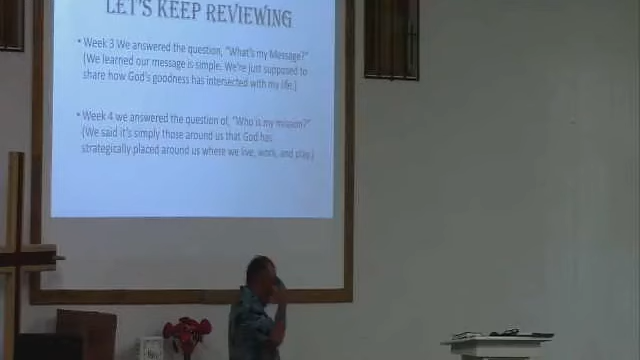 LET'S KEEP REVIEWING
• Week 3 We answered the question, "What's my Message?"
(We learned our message is simple. We're just supposed to
share how God's goodness has intersected with my life.)
• Week 4 we answered the question of, "Who is my mission?"
(We said it's simply those around us that God has
strategically placed around us where we live, work, and play.)